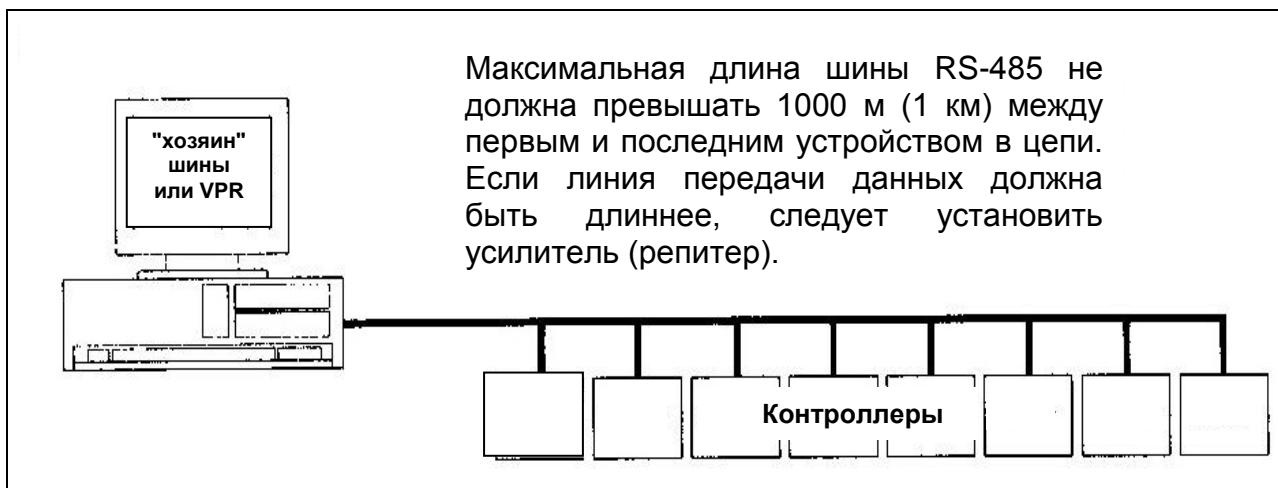 Максимальная длина шины RS-485 не
должна превышать 1000 м (1 км) между
первым и последним устройством в цепи.
Если линия передачи данных должна
быть длиннее, следует установить
усилитель (репитер).
"хозяин"
шины
или VPR
Контроллеры